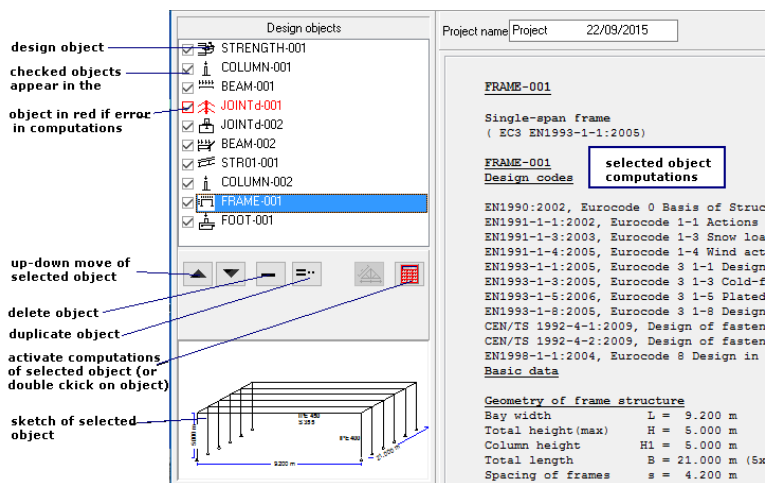 design object
checked objects
appear in the
object in red if error
in computations
up-down move of
selected object
delete object
duplicate object
activate computations
of selected object (or
double ckick on object)
sketch of selected
object
Design objects
STRENGTH-001
COLUMN-001
BEAM-001
JOINTd-001
JOINTd-002
BEAM-002
STR01-001
COLUMN-002
FRAME-001
FOOT-001
5.000 m
9.200 m
21.000 m
Project name Project 22/09/2015
FRAME-001
Single-span frame
( EC3 EN1993-1-1:2005)
FRAME-001
Design codes
selected object
computations
EN1990:2002, Eurocode 0 Basis of Struc
EN1991-1-1:2002, Eurocode 1-1 Actions
EN1991-1-3:2003, Eurocode 1-3 Snow loa
EN1991-1-4:2005, Eurocode 1-4 Wind act
EN1993-1-1:2005, Eurocode 3 1-1 Design
EN1993-1-3:2005, Eurocode 3 1-3 Cold-f
EN1993-1-5:2006, Eurocode 3 1-5 Plated
EN1993-1-8:2005, Eurocode 3 1-8 Design
CEN/TS 1992-4-1:2009, Design of fasten
CEN/TS 1992-4-2:2009, Design of fasten
EN1998-1-1:2004, Eurocode 8 Design in
Basic data
Geometry of frame structure
Bay width L = 9.200 m
Total height(max) H = 5.000 m
Column height H1 = 5.000 m
Total length B = 21.000 m (5x
Spacing of frames s = 4.200 m